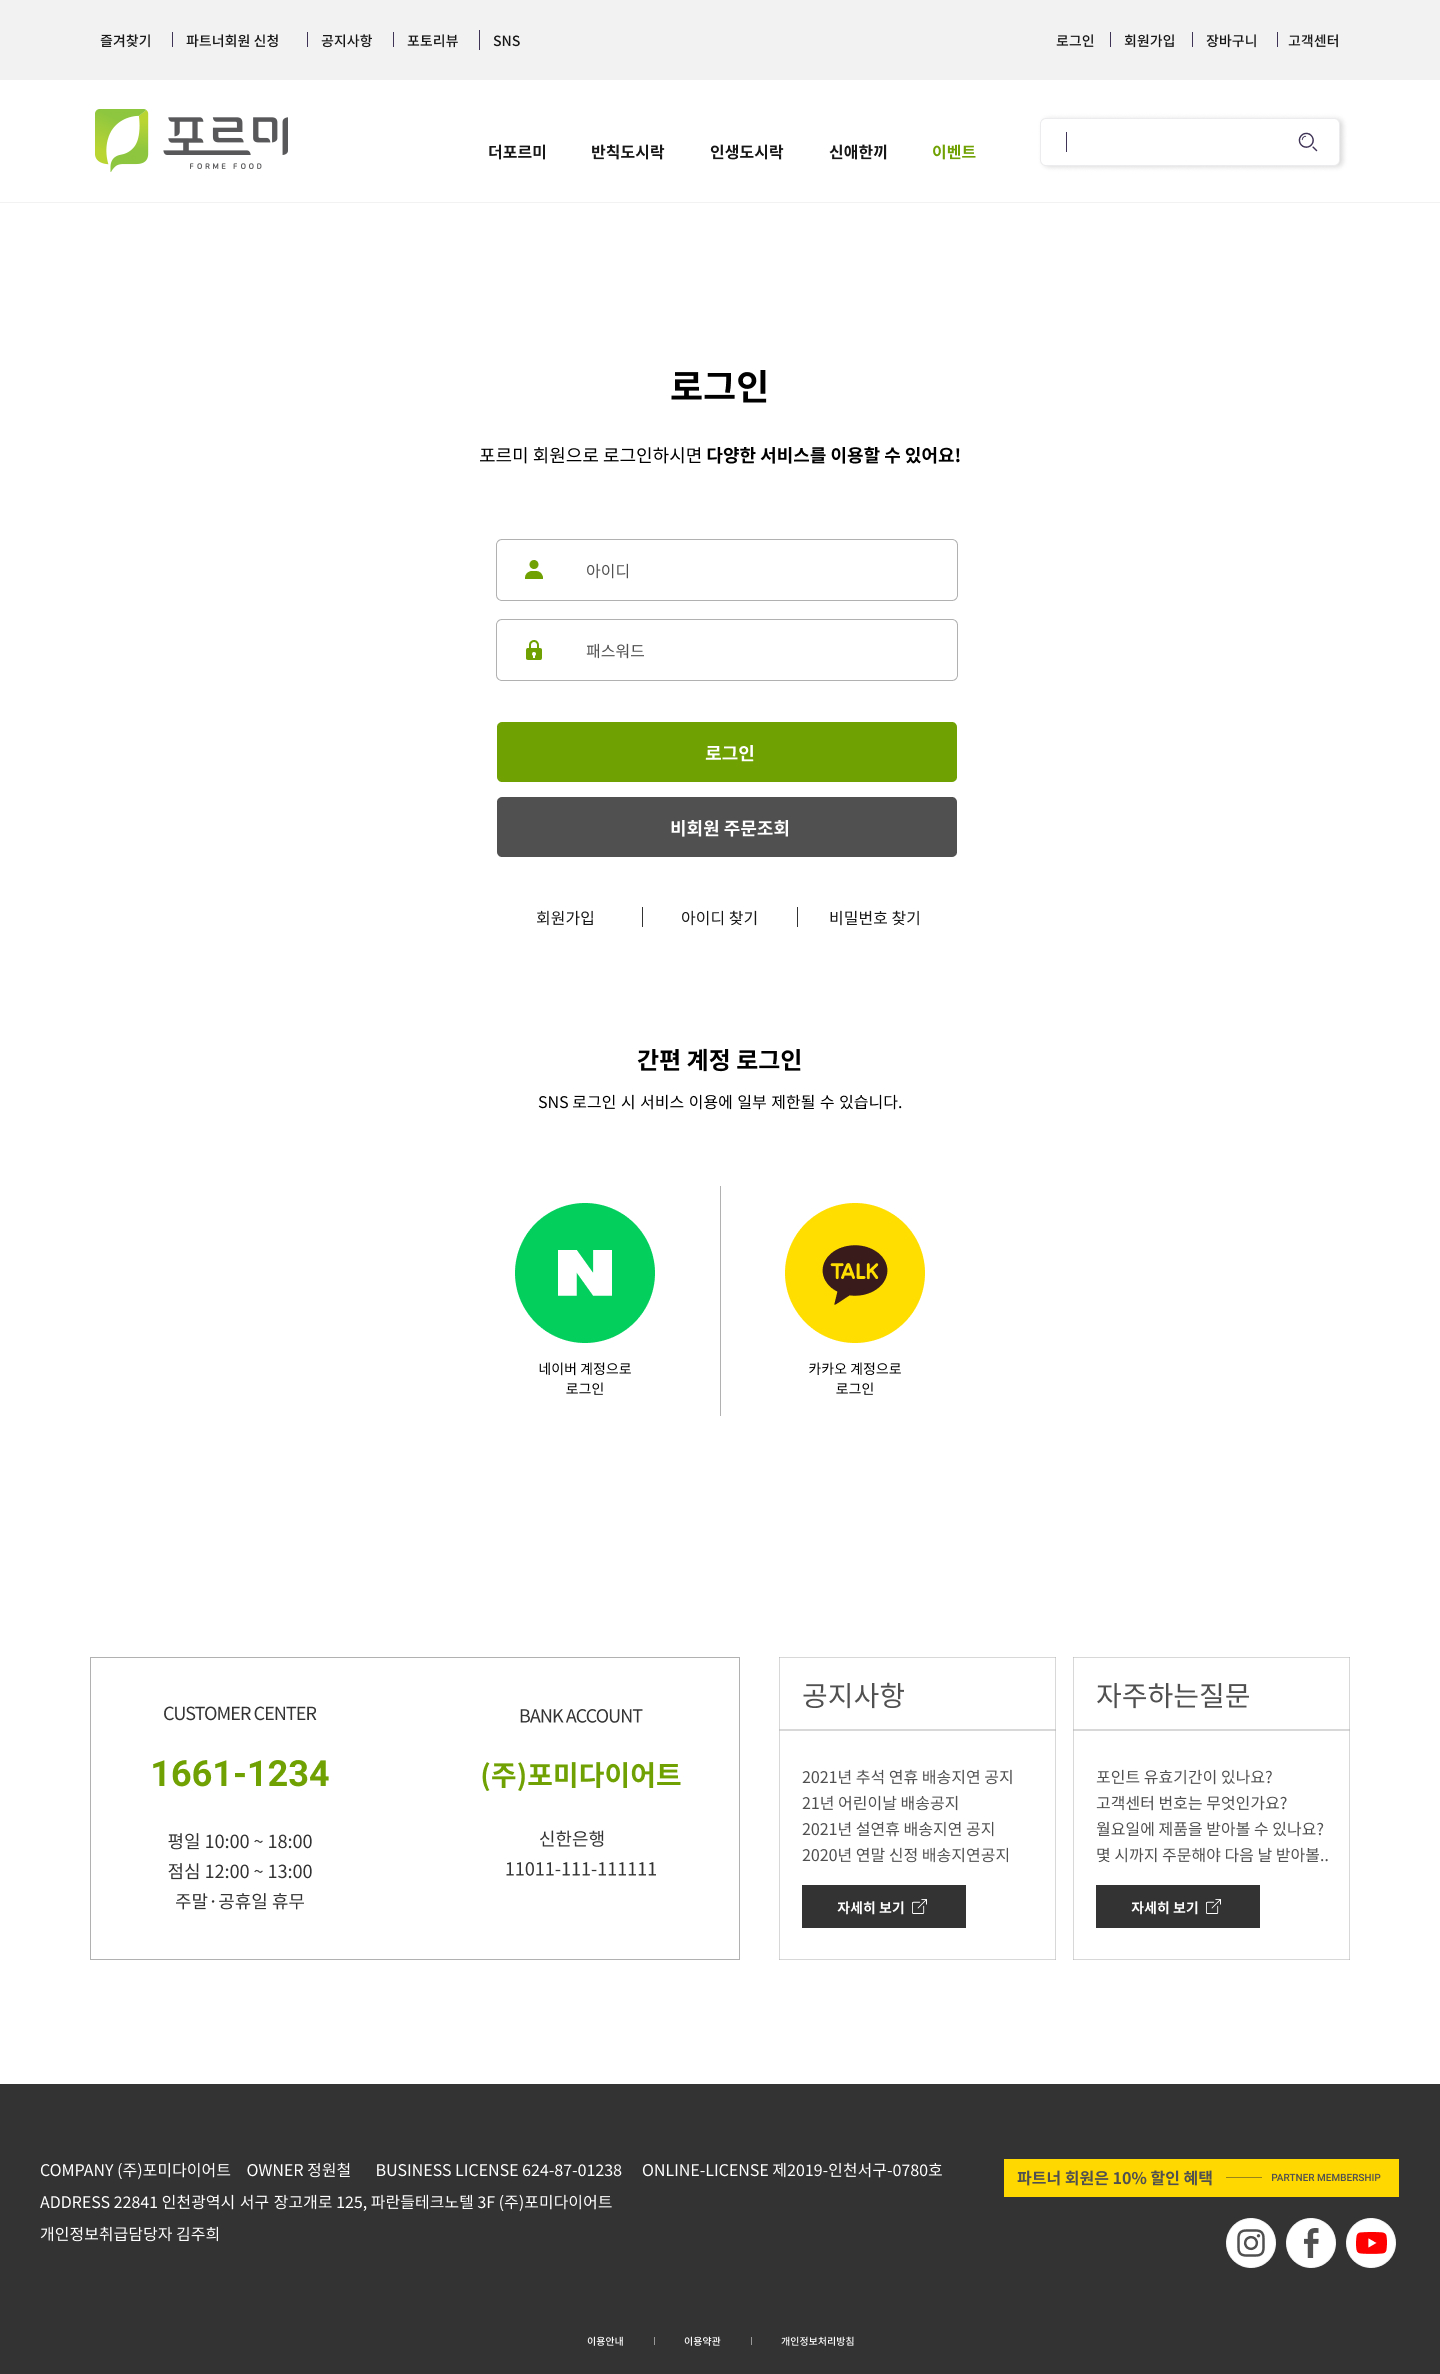 즐겨찾기 파트너회원 신청 공지사항 포토리뷰 SNS 로그인 회원가입 장바구니 고객센터
포르미
FORME FOOD
더포르미 반칙도시락 인생도시락 신애한끼 이벤트
로그인
포르미 회원으로 로그인하시면 다양한 서비스를 이용할 수 있어요!
아이디
패스워드
로그인
비회원 주문조회
회원가입 아이디 찾기 비밀번호 찾기
간편 계정 로그인
SNS 로그인 시 서비스 이용에 일부 제한될 수 있습니다.
N
네이버 계정으로
로그인
TALK
카카오 계정으로
로그인
CUSTOMER CENTER
1661-1234
평일 10:00 ~ 18:00
점심 12:00 ~ 13:00
주말·공휴일 휴무
BANK ACCOUNT
(주)포미다이어트
신한은행
11011-111-111111
공지사항
2021년 추석 연휴 배송지연 공지
21년 어린이날 배송공지
2021년 설연휴 배송지연 공지
2020년 연말 신정 배송지연공지
자세히 보기
자주하는질문
포인트 유효기간이 있나요?
고객센터 번호는 무엇인가요?
월요일에 제품을 받아볼 수 있나요?
몇 시까지 주문해야 다음 날 받아볼..
자세히 보기
COMPANY (주)포미다이어트 OWNER 정원철 BUSINESS LICENSE 624-87-01238 ONLINE-LICENSE 제2019-인천서구-0780호
ADDRESS 22841 인천광역시 서구 장고개로 125, 파란들테크노텔 3F (주)포미다이어트
개인정보취급담당자 김주희
파트너 회원은 10% 할인 혜택 PARTNER MEMBERSHIP
이용안내 이용약관 개인정보처리방침